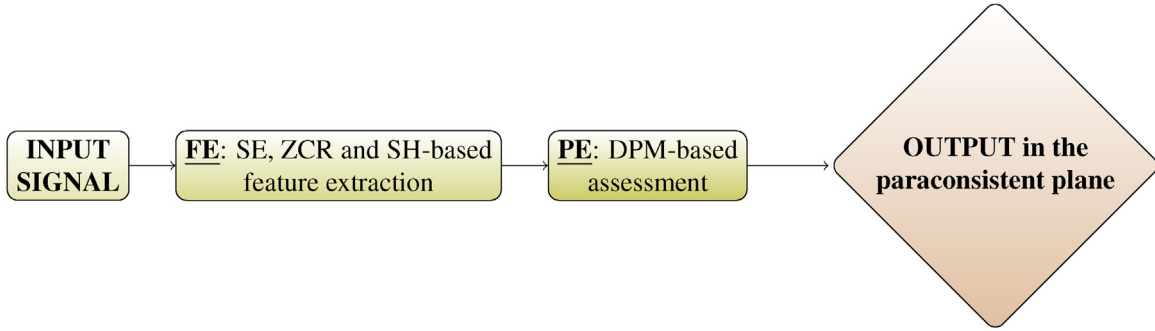 INPUT
SIGNAL
FE: SE, ZCR and SH-based
feature extraction
PE: DPM-based
assessment
OUTPUT in the
paraconsistent plane